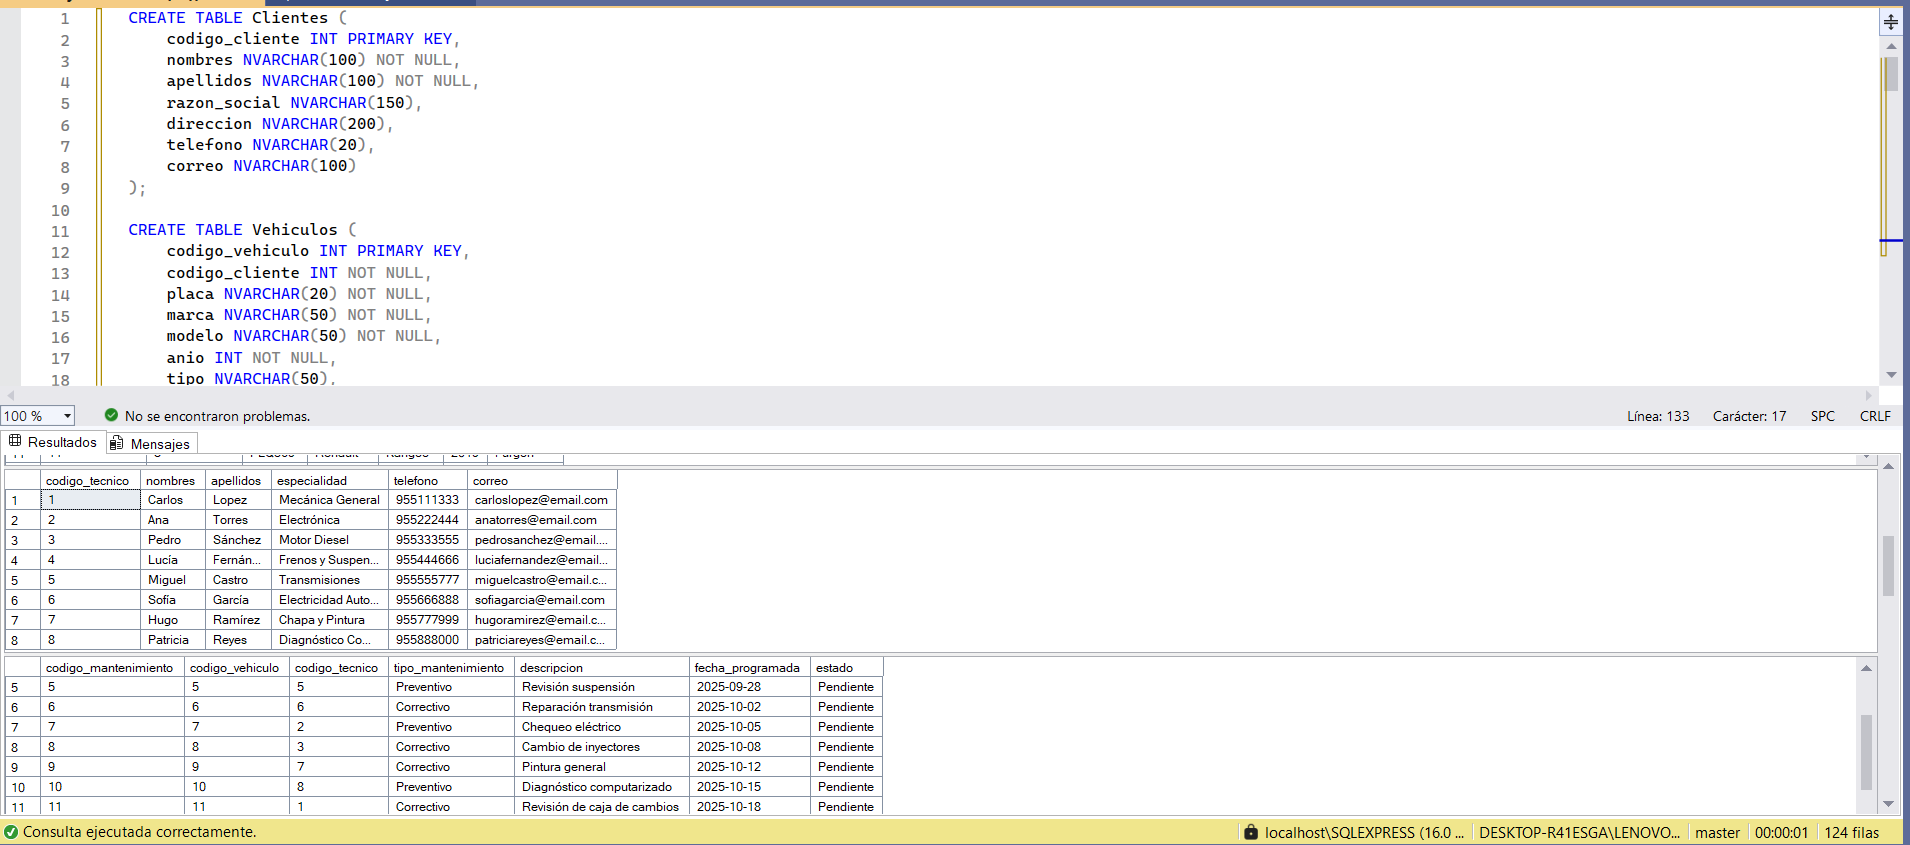 1 CREATE TABLE Clientes (
2 codigo_cliente INT PRIMARY KEY,
3 nombres NVARCHAR(100) NOT NULL,
4 apellidos NVARCHAR(100) NOT NULL,
5 razon_social NVARCHAR(150),
6 direccion NVARCHAR(200),
7 telefono NVARCHAR(20),
8 correo NVARCHAR(100)
9 );
10
11 CREATE TABLE Vehiculos (
12 codigo_vehiculo INT PRIMARY KEY,
13 codigo_cliente INT NOT NULL,
14 placa NVARCHAR(20) NOT NULL,
15 marca NVARCHAR(50) NOT NULL,
16 modelo NVARCHAR(50) NOT NULL,
17 anio INT NOT NULL,
18 tipo NVARCHAR(50),
100 % No se encontraron problemas. Línea: 133 Carácter: 17 SPC CRLF
Resultados Mensajes
codigo_tecnico nombres apellidos especialidad telefono correo
1 1 Carlos Lopez Mecánica General 955111333 carloslopez@email.com
2 2 Ana Torres Electrónica 955222444 anatorres@email.com
3 3 Pedro Sánchez Motor Diesel 955333555 pedrosanchez@email....
4 4 Lucía Fernán... Frenos y Suspen... 955444666 luciafernandez@email...
5 5 Miguel Castro Transmisiones 955555777 miguelcastro@email.c...
6 6 Sofía García Electricidad Auto... 955666888 sofiagarcia@email.com
7 7 Hugo Ramírez Chapa y Pintura 955777999 hugoramirez@email.c...
8 8 Patricia Reyes Diagnóstico Co... 955888000 patriciareyes@email.c...
codigo_mantenimiento codigo_vehiculo codigo_tecnico tipo_mantenimiento descripcion fecha_programada estado
5 5 5 5 Preventivo Revisión suspensión 2025-09-28 Pendiente
6 6 6 6 Correctivo Reparación transmisión 2025-10-02 Pendiente
7 7 7 2 Preventivo Chequeo eléctrico 2025-10-05 Pendiente
8 8 8 3 Correctivo Cambio de inyectores 2025-10-08 Pendiente
9 9 9 7 Correctivo Pintura general 2025-10-12 Pendiente
10 10 10 8 Preventivo Diagnóstico computarizado 2025-10-15 Pendiente
11 11 11 1 Correctivo Revisión de caja de cambios 2025-10-18 Pendiente
Consulta ejecutada correctamente. localhost\SQLEXPRESS (16.0 ... DESKTOP-R41ESGA\LENOVO... master 00:00:01 124 filas